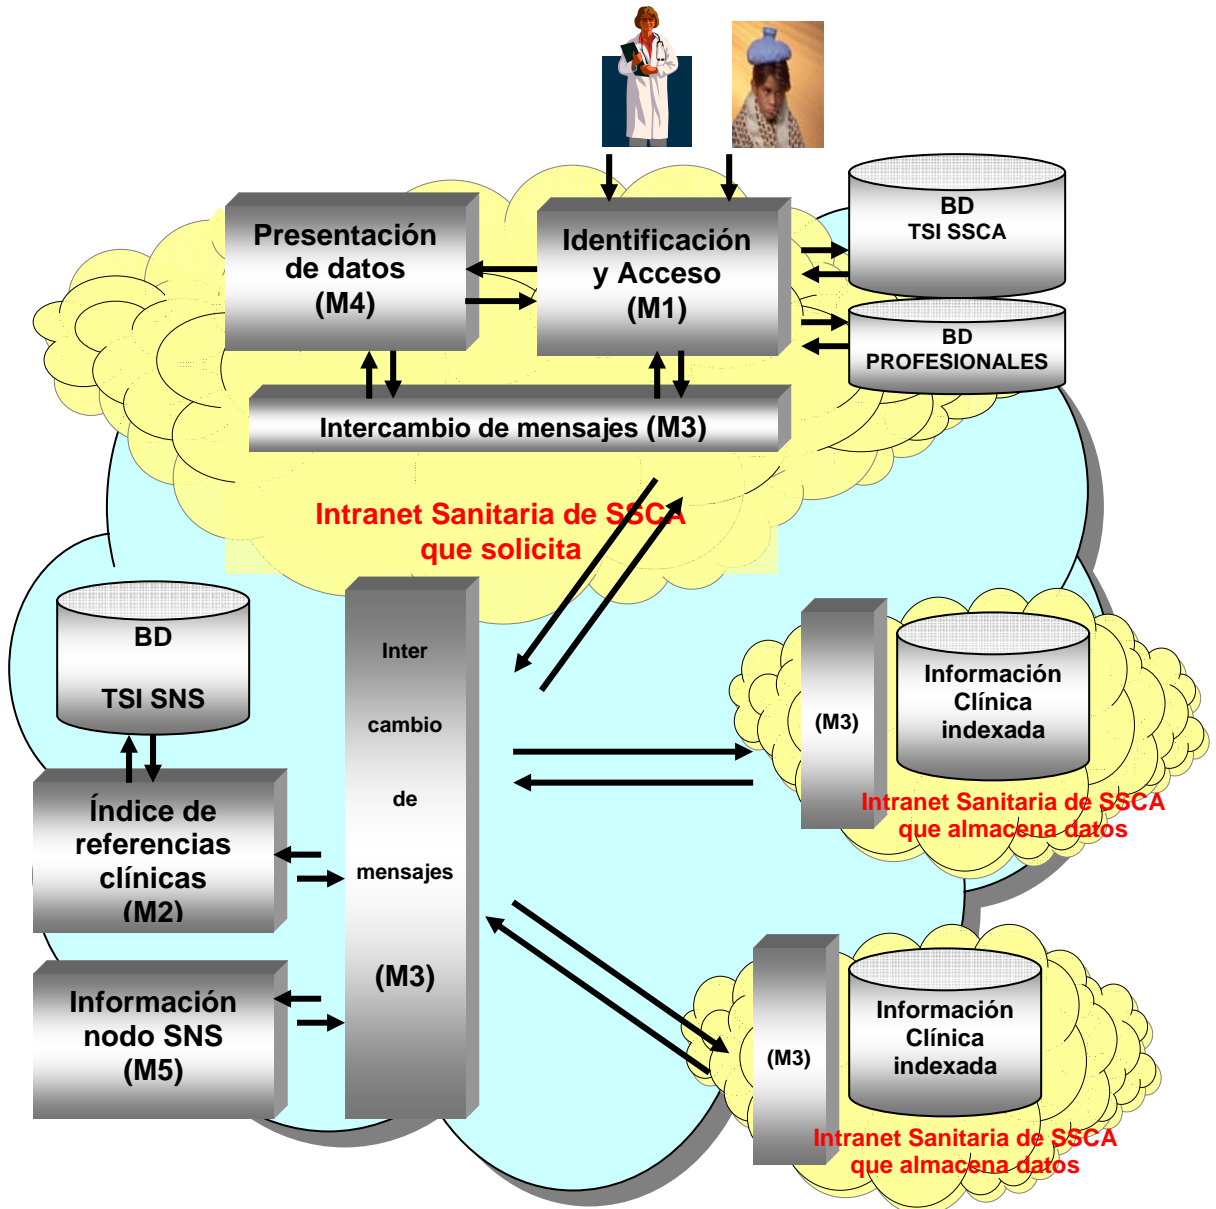 BD
TSI SSCA
Presentación
de datos
(M4)
Identificación
y Acceso
(M1)
BD
PROFESIONALES
Intercambio de mensajes (M3)
Intranet Sanitaria de SSCA
que solicita
BD
TSI SNS
Inter
cambio
de
mensajes
(M3)
(M3)
Información
Clínica
indexada
Intranet Sanitaria de SSCA
que almacena datos
Índice de
referencias
clínicas
(M2)
Información
nodo SNS
(M5)
(M3)
Información
Clínica
indexada
Intranet Sanitaria de SSCA
que almacena datos